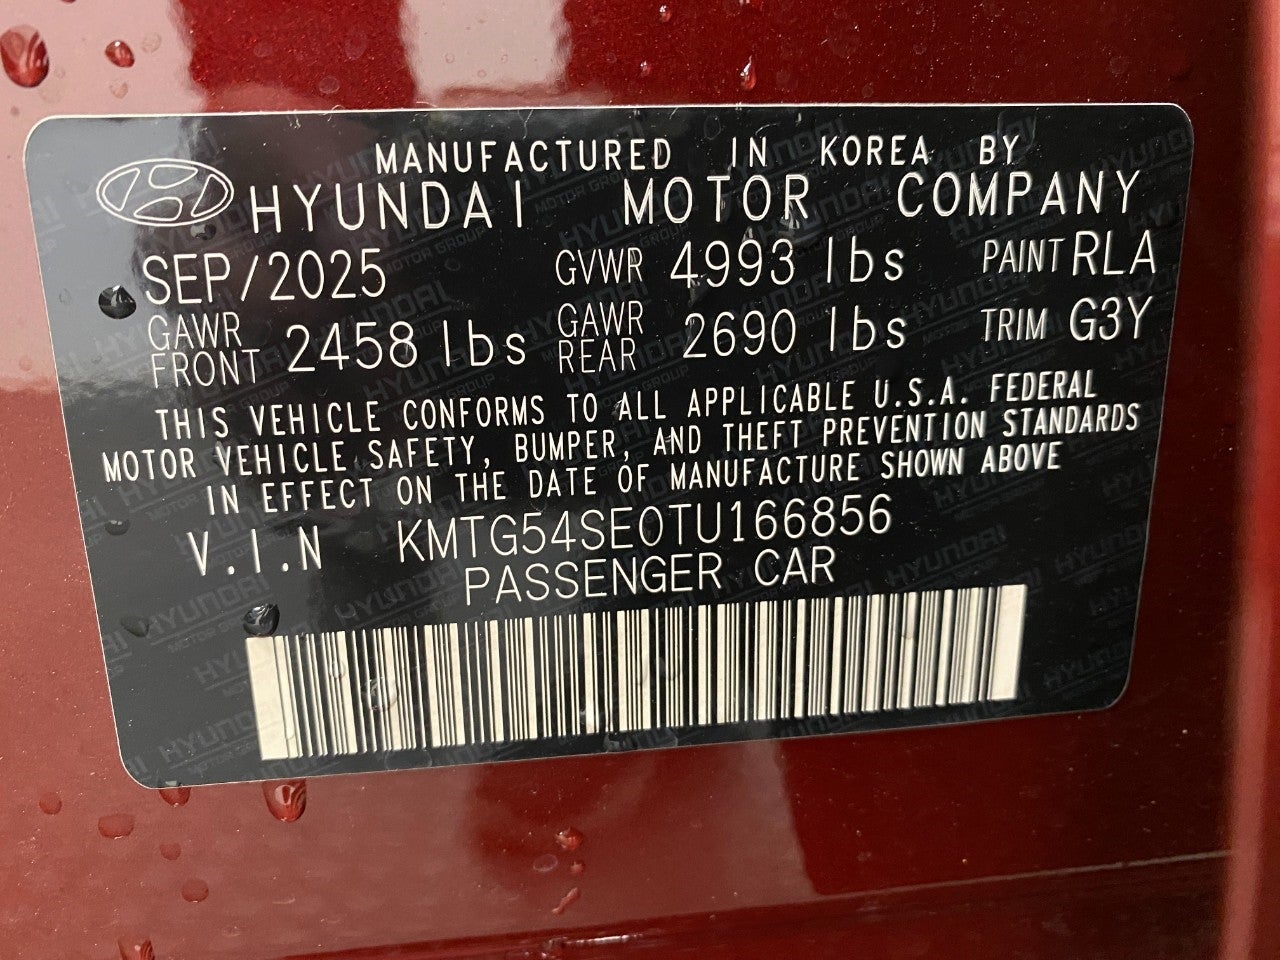 MANUFACTURED IN KOREA BY
HYUNDAI MOTOR COMPANY
SEP/2025 GVWR 4993 lbs PAINT RLA
GAWR FRONT 2458 lbs GAWR REAR 2690 lbs TRIM G3Y
THIS VEHICLE CONFORMS TO ALL APPLICABLE U.S.A. FEDERAL
MOTOR VEHICLE SAFETY, BUMPER, AND THEFT PREVENTION STANDARDS
IN EFFECT ON THE DATE OF MANUFACTURE SHOWN ABOVE
V.I.N KMTG54SE0TU166856
PASSENGER CAR